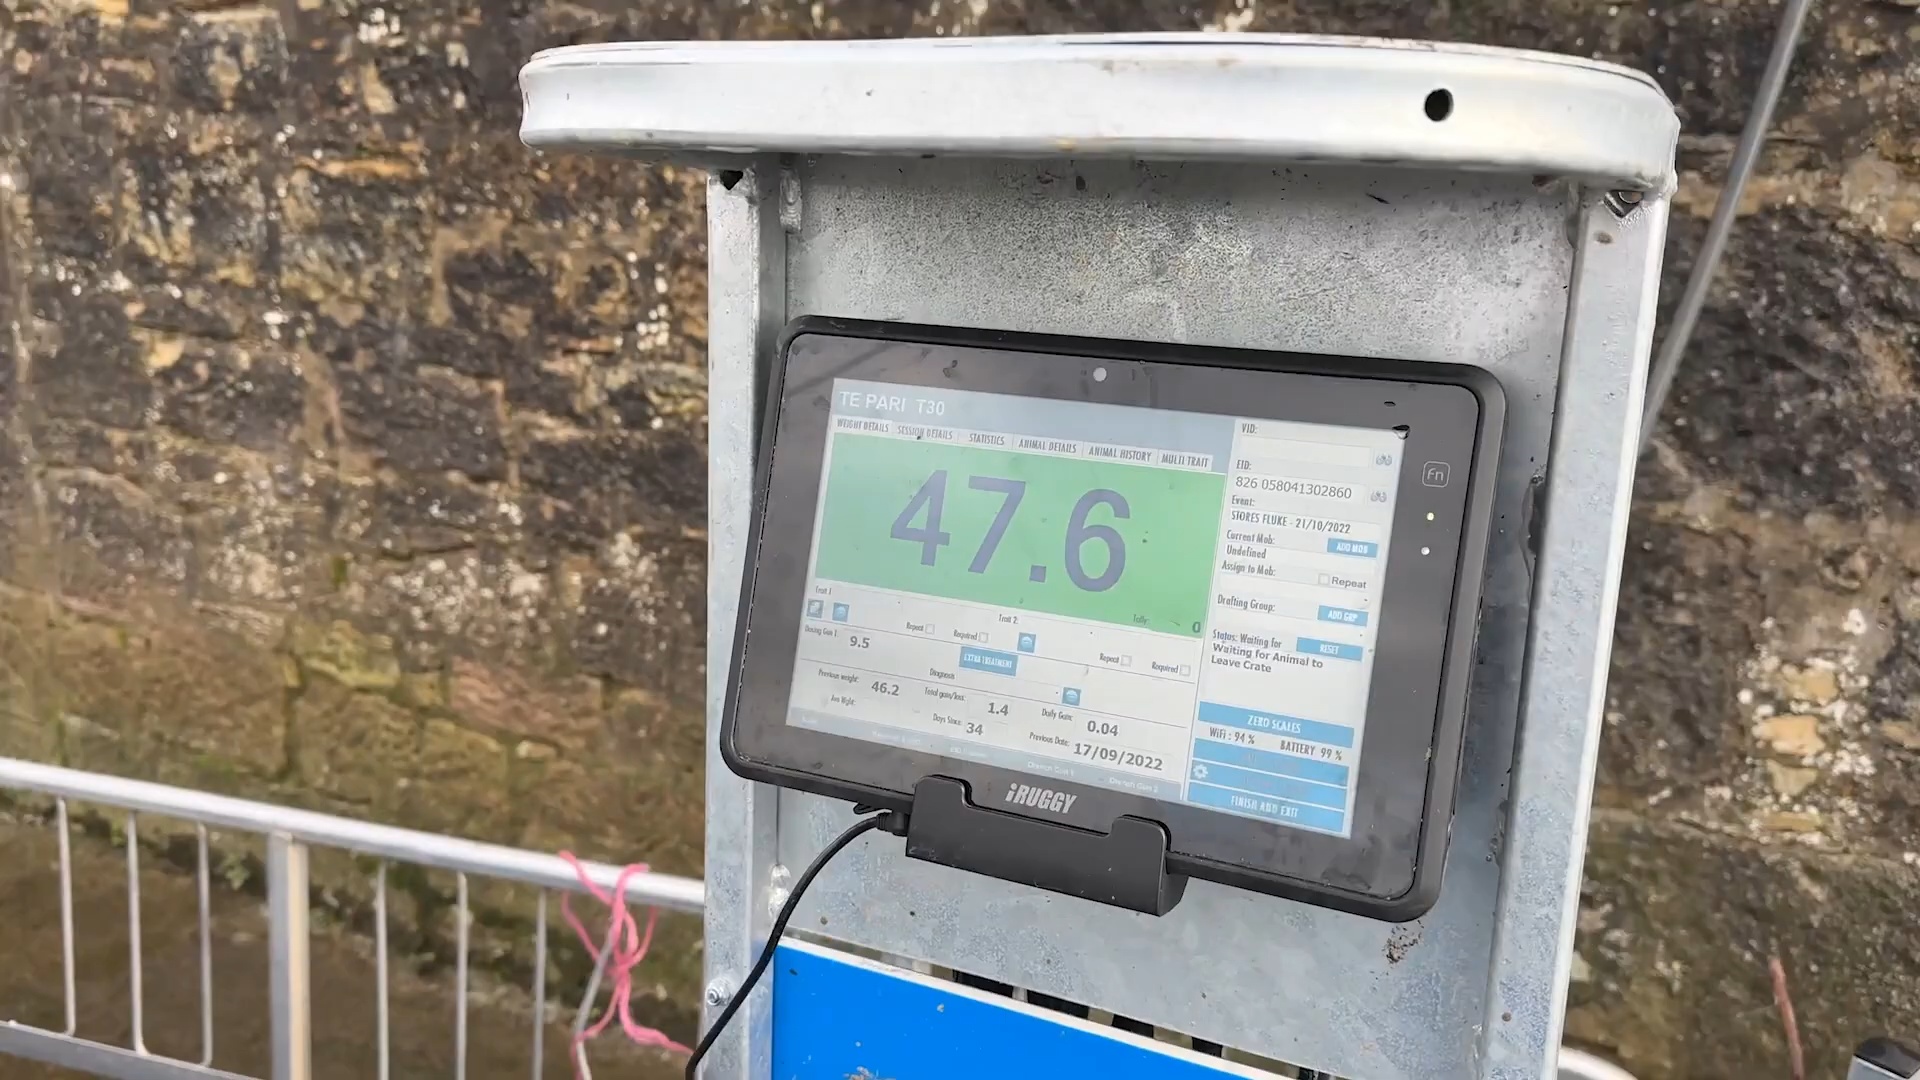 TE PARI T30
WEIGHT DETAILS SESSION DETAILS STATISTICS ANIMAL DETAILS ANIMAL HISTORY MULTI TRAIT
47.6
Tally: 0
Trait 1
Repeat Required
Trait 2:
Repeat Required
Dosing Gun 1 9.5
EXTRA TREATMENT
Diagnosis
Previous weight: 46.2 Total gain/loss: 1.4 Daily Gain: 0.04
Days Since: 34 Previous Date: 17/09/2022
VID:
EID:
826 058041302860
Event:
STORES FLUKE - 21/10/2022
Current Mob: ADD MOB
Undefined
Assign to Mob: Repeat
Drafting Group: ADD GRP
Status: Waiting for RESET
Waiting for Animal to
Leave Crate
ZERO SCALES
WiFi : 94 % BATTERY 99 %
FINISH AND EXIT
Fn
iRUGGY